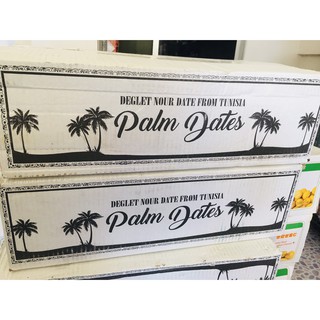 DEGLET NOUR DATE FROM TUNISIA
Palm Dates
DEGLET NOUR DATE FROM TUNISIA
Palm Dates